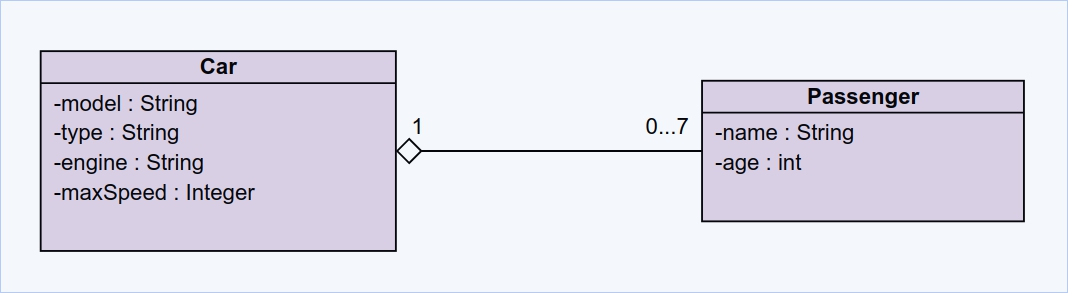 Car
-model : String
-type : String
-engine : String
-maxSpeed : Integer
1
0...7
Passenger
-name : String
-age : int